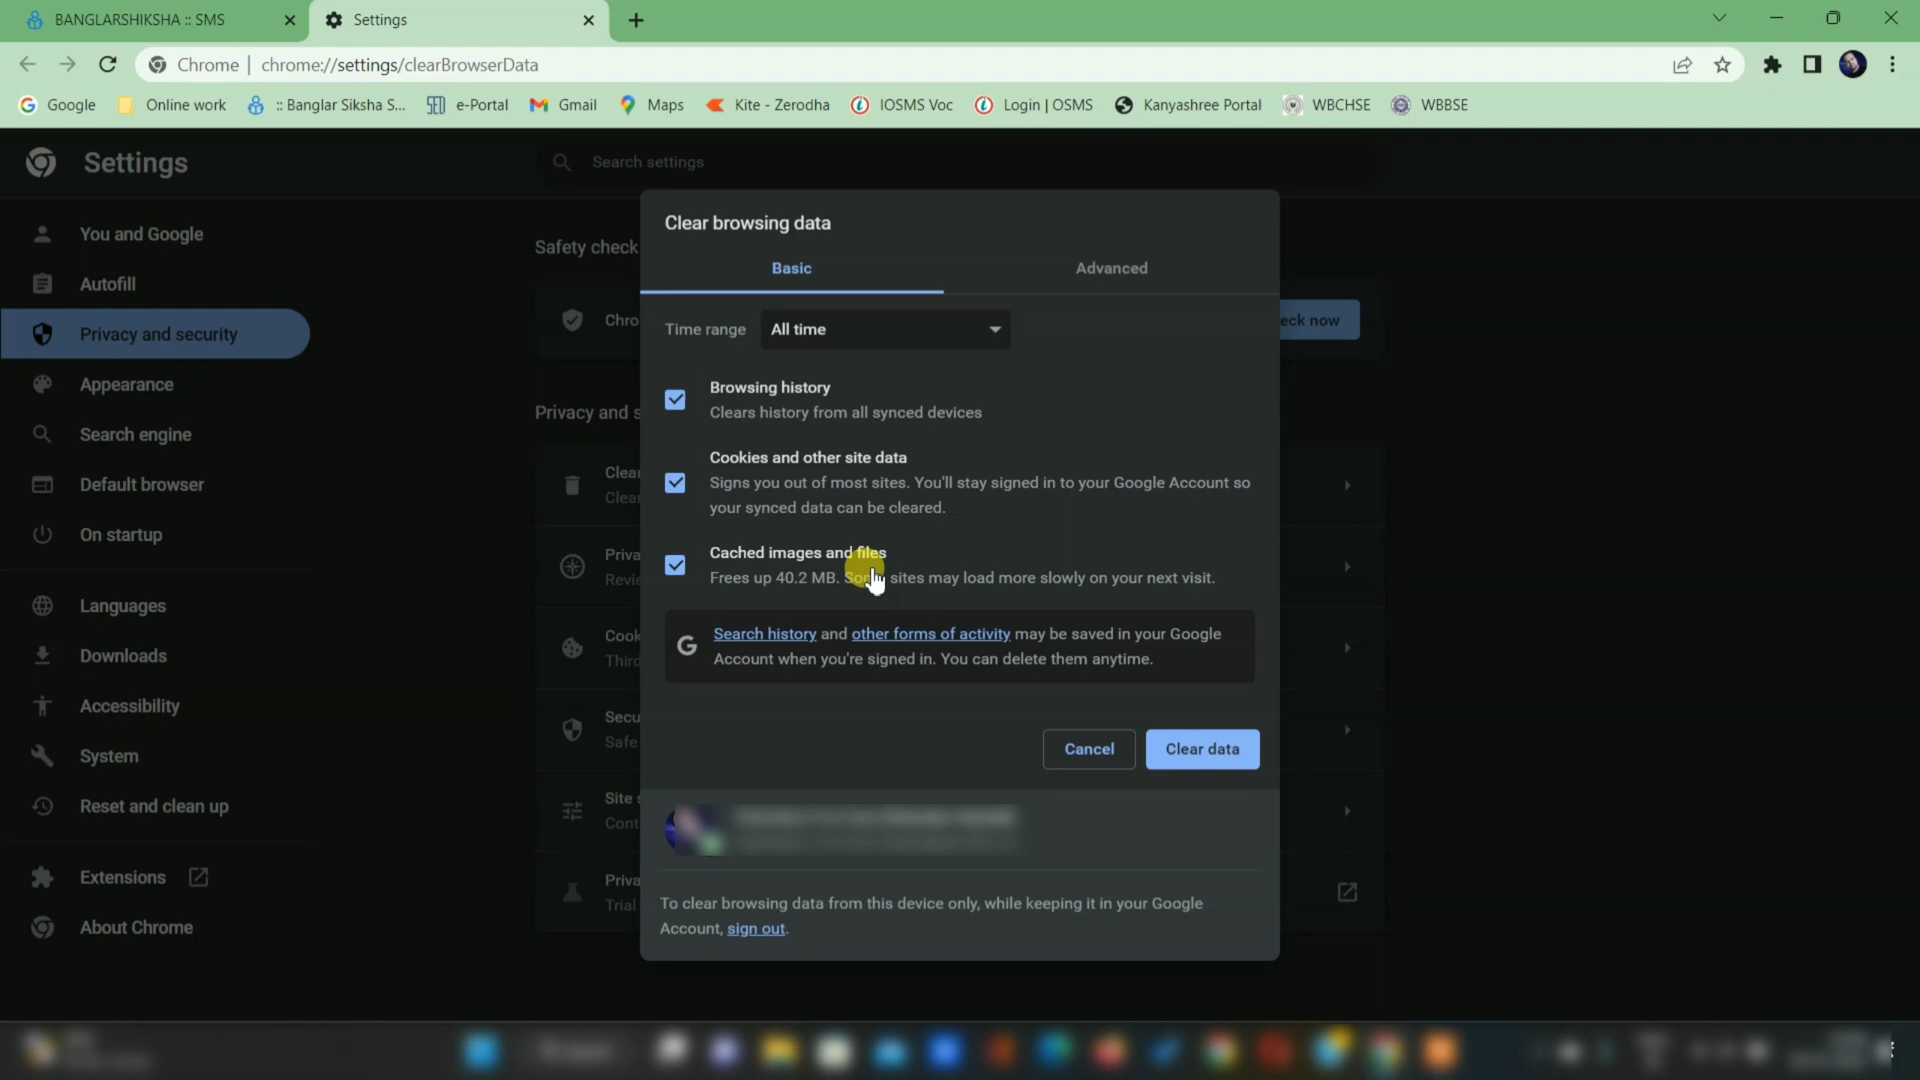 BANGLARSHIKSHA :: SMS
Settings
Chrome | chrome://settings/clearBrowserData
Google
Online work
:: Banglar Siksha S...
e-Portal
Gmail
Maps
Kite - Zerodha
IOSMS Voc
Login | OSMS
Kanyashree Portal
WBCHSE
WBBSE
Settings
Search settings
You and Google
Autofill
Privacy and security
Appearance
Search engine
Default browser
On startup
Languages
Downloads
Accessibility
System
Reset and clean up
Extensions
About Chrome
Safety check
Chro
eck now
Privacy and s
Clear
Clear
Priva
Revie
Cook
Third
Secu
Safe
Site s
Cont
Priva
Trial
Clear browsing data
Basic
Advanced
Time range
All time
Browsing history
Clears history from all synced devices
Cookies and other site data
Signs you out of most sites. You'll stay signed in to your Google Account so
your synced data can be cleared.
Cached images and files
Frees up 40.2 MB. Some sites may load more slowly on your next visit.
Search history and other forms of activity may be saved in your Google
Account when you're signed in. You can delete them anytime.
Cancel
Clear data
To clear browsing data from this device only, while keeping it in your Google
Account, sign out.